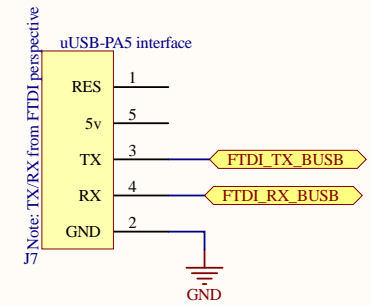 uUSB-PA5 interface
Note: TX/RX from FTDI perspective
RES 1
5v 5
TX 3 FTDI_TX_BUSB
RX 4 FTDI_RX_BUSB
GND 2
J7
GND